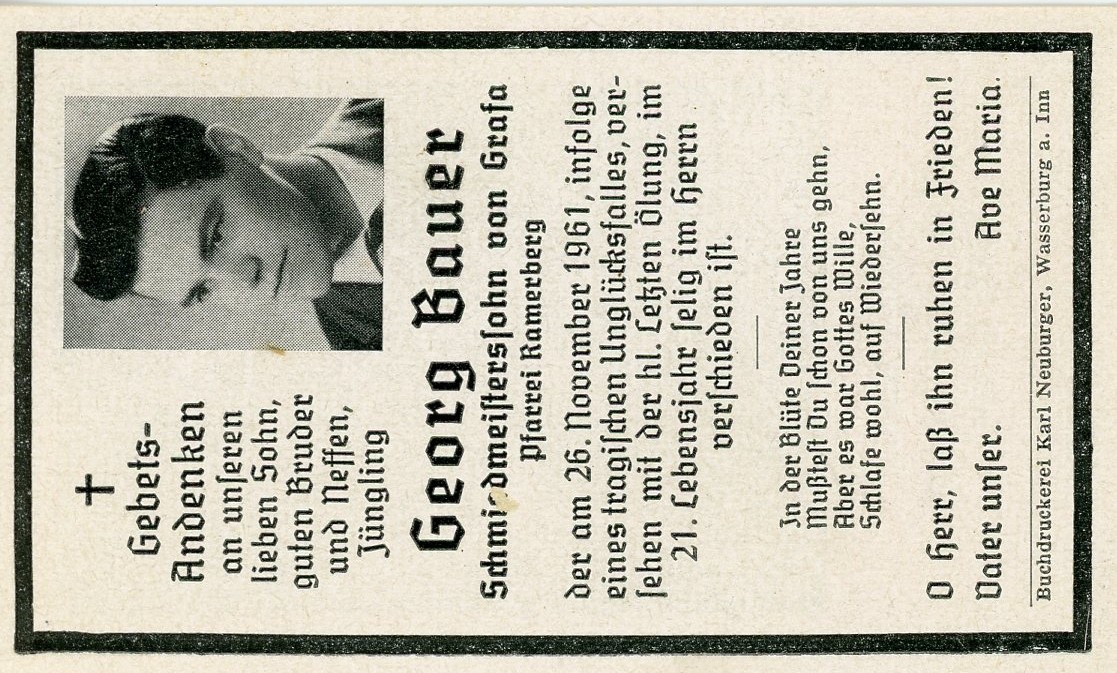 Gebets-
Andenken
an unseren
lieben Sohn,
guten Bruder
und Neffen,
Jüngling
Georg Bauer
Schmiedmeisterssohn von Grafa
Pfarrei Ramerberg
der am 26. November 1961, infolge
eines tragischen Unglücksfalles, ver-
sehen mit der hl. Letzten Ölung, im
21. Lebensjahr selig im Herrn
verschieden ist.
In der Blüte Deiner Jahre
Mußtest Du schon von uns gehn,
Aber es war Gottes Wille,
Schlafe wohl, auf Wiedersehn.
O Herr, laß ihn ruhen in Frieden!
Vater unser. Ave Maria.
Buchdruckerei Karl Neuburger, Wasserburg a. Inn